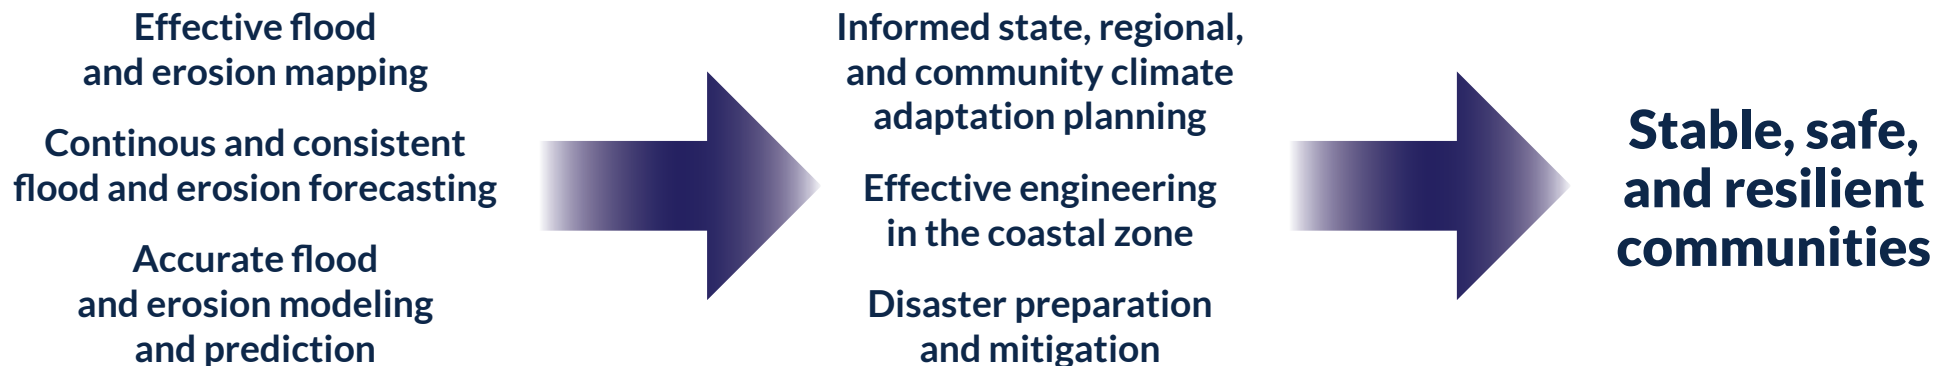 Effective flood
and erosion mapping
Continous and consistent
flood and erosion forecasting
Accurate flood
and erosion modeling
and prediction
Informed state, regional,
and community climate
adaptation planning
Effective engineering
in the coastal zone
Disaster preparation
and mitigation
Stable, safe,
and resilient
communities